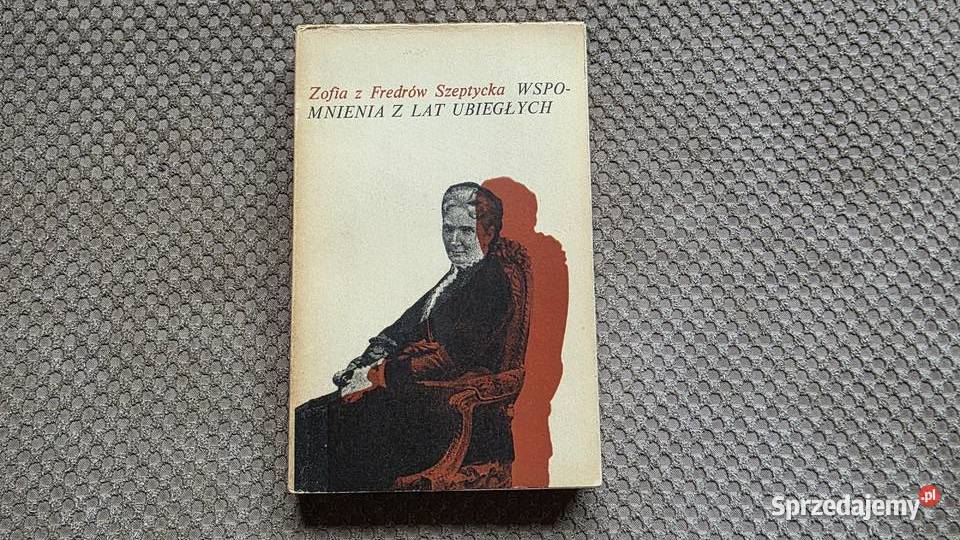 Zofia z Fredrów Szeptycka WSPO-
MNIENIA Z LAT UBIEGŁYCH
Sprzedajemy.pl